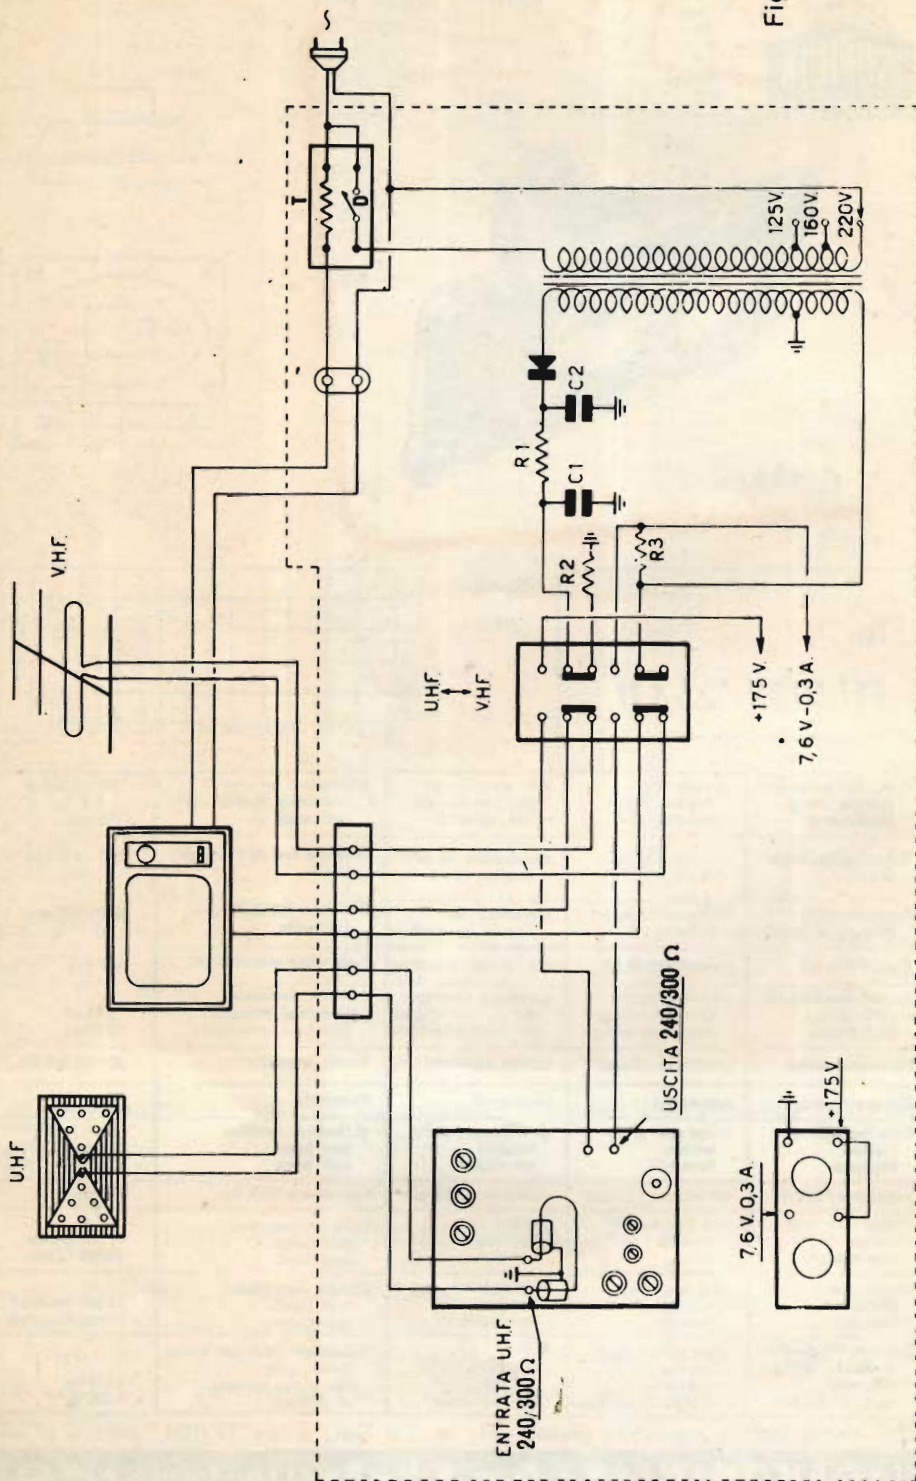 Fig
T
D
V.H.F.
125V.
160V.
220V.
C2
R1
C1
R2
R3
U.H.F.
V.H.F.
+175 V.
7,6 V-0,3 A.
U.H.F
USCITA 240/300 Ω
7,6 V. 0,3 A.
+175 V
ENTRATA U.H.F.
240/300 Ω